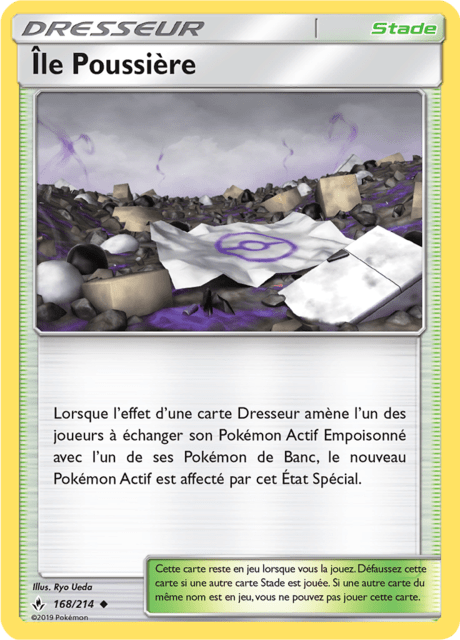 DRESSEUR
Stade
Île Poussière
Lorsque l'effet d'une carte Dresseur amène l'un des
joueurs à échanger son Pokémon Actif Empoisonné
avec l'un de ses Pokémon de Banc, le nouveau
Pokémon Actif est affecté par cet État Spécial.
Cette carte reste en jeu lorsque vous la jouez. Défaussez cette
carte si une autre carte Stade est jouée. Si une autre carte du
même nom est en jeu, vous ne pouvez pas jouer cette carte.
Illus. Ryo Ueda
168/214
©2019 Pokémon